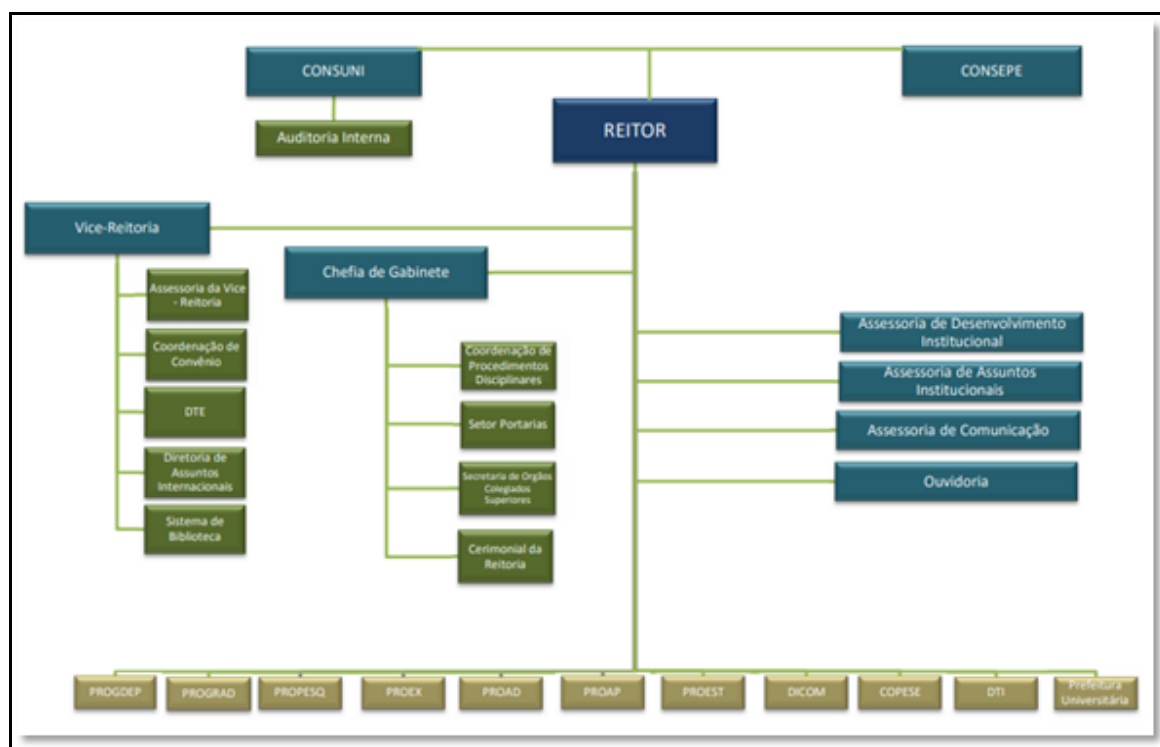 CONSUNI
CONSEPE
Auditoria Interna
REITOR
Vice-Reitoria
Chefia de Gabinete
Assessoria da Vice
- Reitoria
Coordenação de
Convênio
DTE
Diretoria de
Assuntos
Internacionais
Sistema de
Biblioteca
Coordenação de
Procedimentos
Disciplinares
Setor Portarias
Secretaria de Orgãos
Colegiados
Superiores
Cerimonial da
Reitoria
Assessoria de Desenvolvimento
Institucional
Assessoria de Assuntos
Institucionais
Assessoria de Comunicação
Ouvidoria
PROGDEP
PROGRAD
PROPESQ
PROEX
PROAD
PROAP
PROEST
DICOM
COPESE
DTI
Prefeitura
Universitária